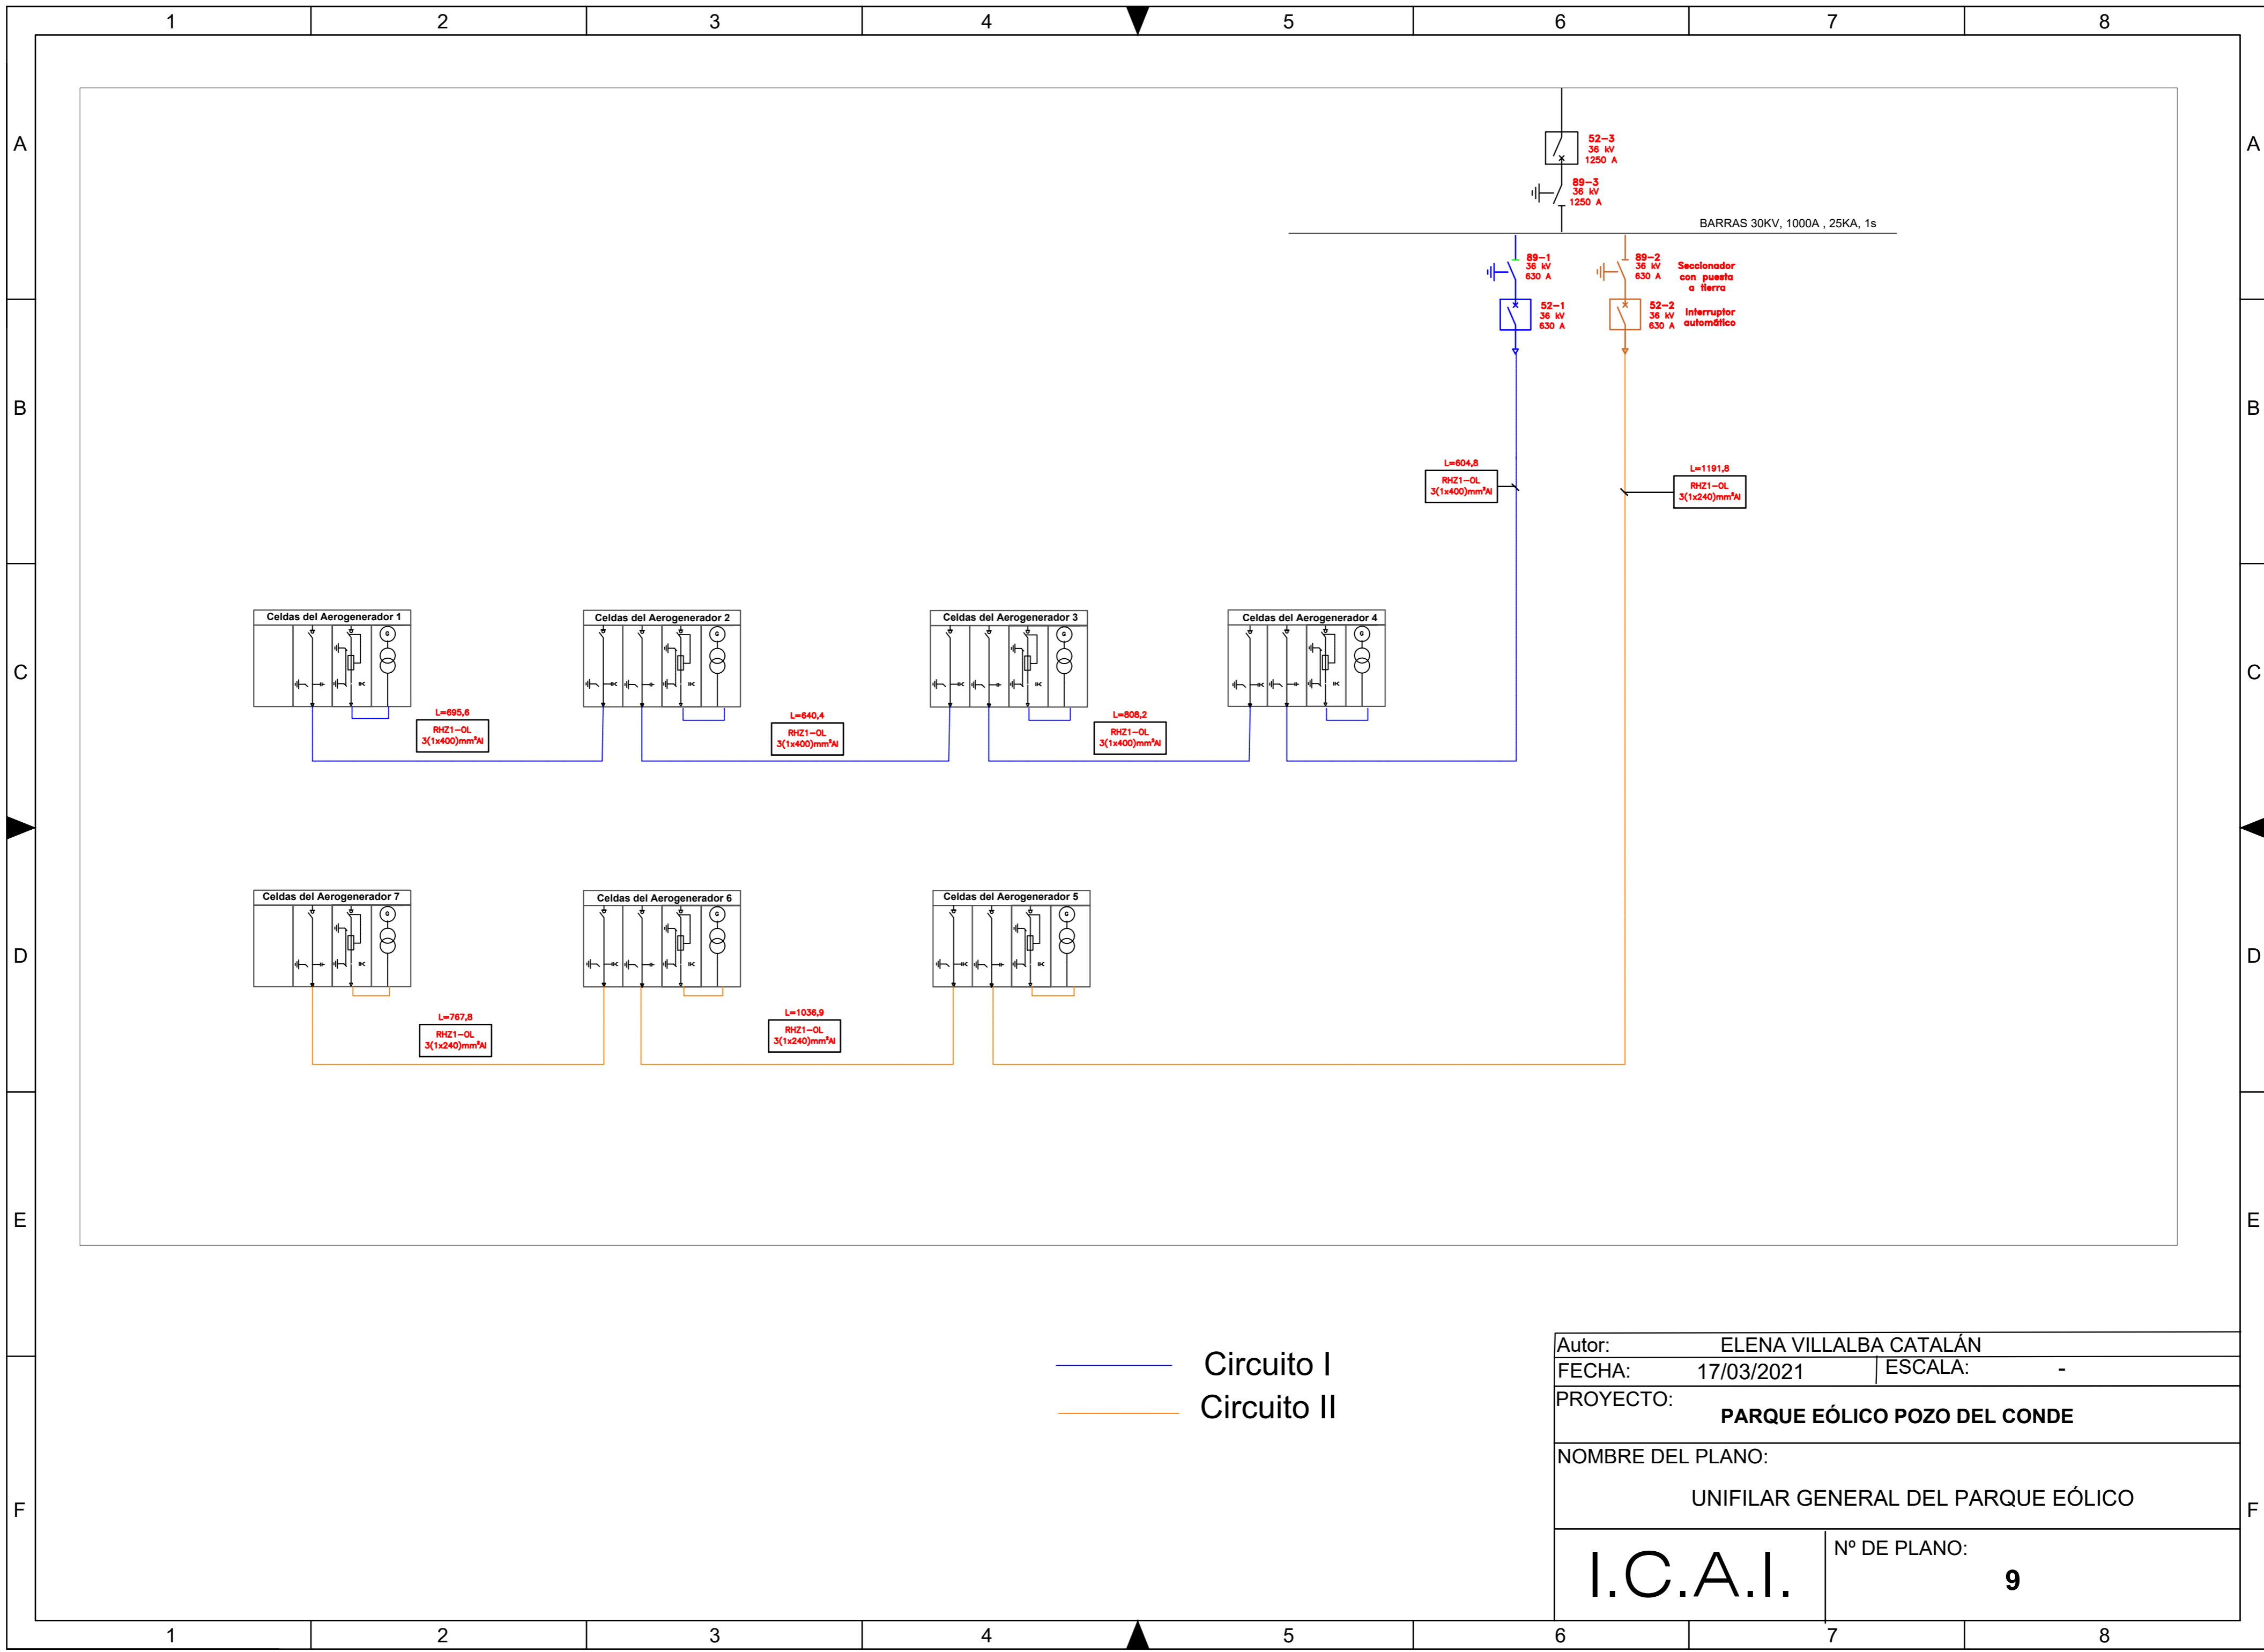 1 2 3 4 5 6 7 8
A A
52-3
36 kV
1250 A
89-3
36 kV
1250 A
BARRAS 30KV, 1000A , 25KA, 1s
89-1
36 kV
630 A
89-2
36 kV
630 A
Seccionador
con puesta
a tierra
52-1
36 kV
630 A
52-2
36 kV
630 A
Interruptor
automático
B B
L=604,8
RHZ1-OL
3(1x400)mm²Al
L=1191,8
RHZ1-OL
3(1x240)mm²Al
Celdas del Aerogenerador 1
G
Celdas del Aerogenerador 2
G
Celdas del Aerogenerador 3
G
Celdas del Aerogenerador 4
G
C C
L=695,6
RHZ1-OL
3(1x400)mm²Al
L=640,4
RHZ1-OL
3(1x400)mm²Al
L=808,2
RHZ1-OL
3(1x400)mm²Al
Celdas del Aerogenerador 7
G
Celdas del Aerogenerador 6
G
Celdas del Aerogenerador 5
G
D D
L=767,8
RHZ1-OL
3(1x240)mm²Al
L=1036,9
RHZ1-OL
3(1x240)mm²Al
E E
Circuito I
Circuito II
Autor: ELENA VILLALBA CATALÁN
FECHA: 17/03/2021 ESCALA: -
PROYECTO:
PARQUE EÓLICO POZO DEL CONDE
NOMBRE DEL PLANO:
UNIFILAR GENERAL DEL PARQUE EÓLICO
F F
I.C.A.I.
Nº DE PLANO:
9
1 2 3 4 5 6 7 8